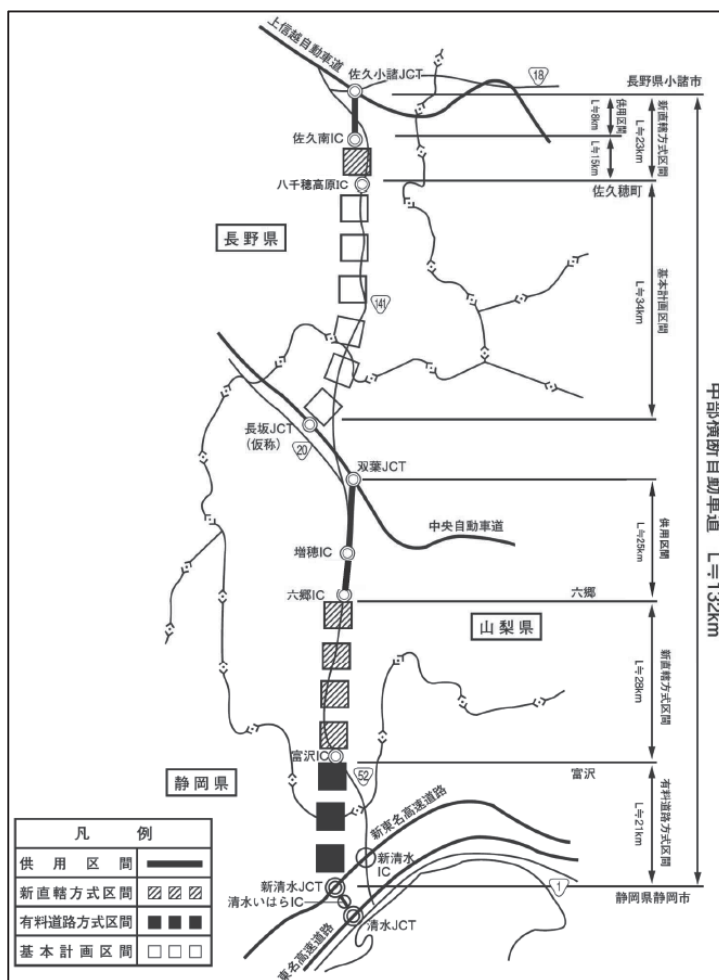 上信越自動車道
佐久小諸JCT
18
長野県小諸市
佐久南IC
供用区間
L≒8km
L≒15km
新直轄方式区間
L≒23km
八千穂高原IC
佐久穂町
長野県
141
基本計画区間
L≒34km
長坂JCT
(仮称)
20
双葉JCT
中央自動車道
増穂IC
供用区間
L≒25km
六郷IC
六郷
山梨県
新直轄方式区間
L≒28km
中部横断自動車道 L≒132km
富沢IC
富沢
52
静岡県
有料道路方式区間
L≒21km
新東名高速道路
新清水
IC
新清水JCT
清水いはらIC
清水JCT
東名高速道路
1
静岡県静岡市
凡例
供用区間
新直轄方式区間
有料道路方式区間
基本計画区間